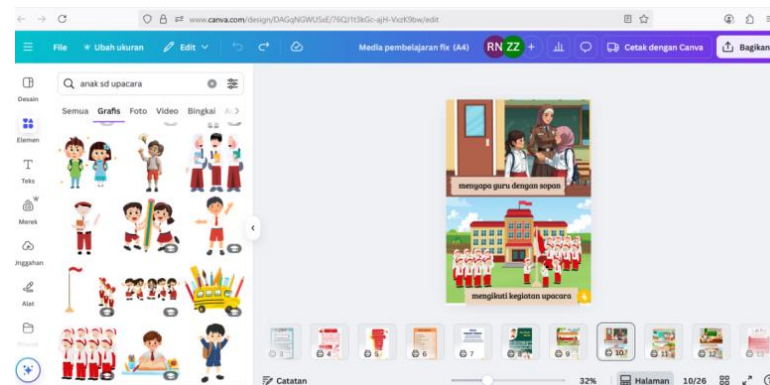 www.canva.com/design/DAGqNGWUSxE/76QJ1t3kGc-ajH-VxzK9bw/edit
File Ubah ukuran Edit Media pembelajaran fix (A4) RN ZZ + Cetak dengan Canva Bagikan
Desain
Elemen
Teks
Merek
Unggahan
Alat
anak sd upacara
Semua Grafis Foto Video Bingkai
menyapa guru dengan sopan
mengikuti kegiatan upacara
3 4 5 6 7 8 9 10 11 12 13
Catatan 32% Halaman 10/26